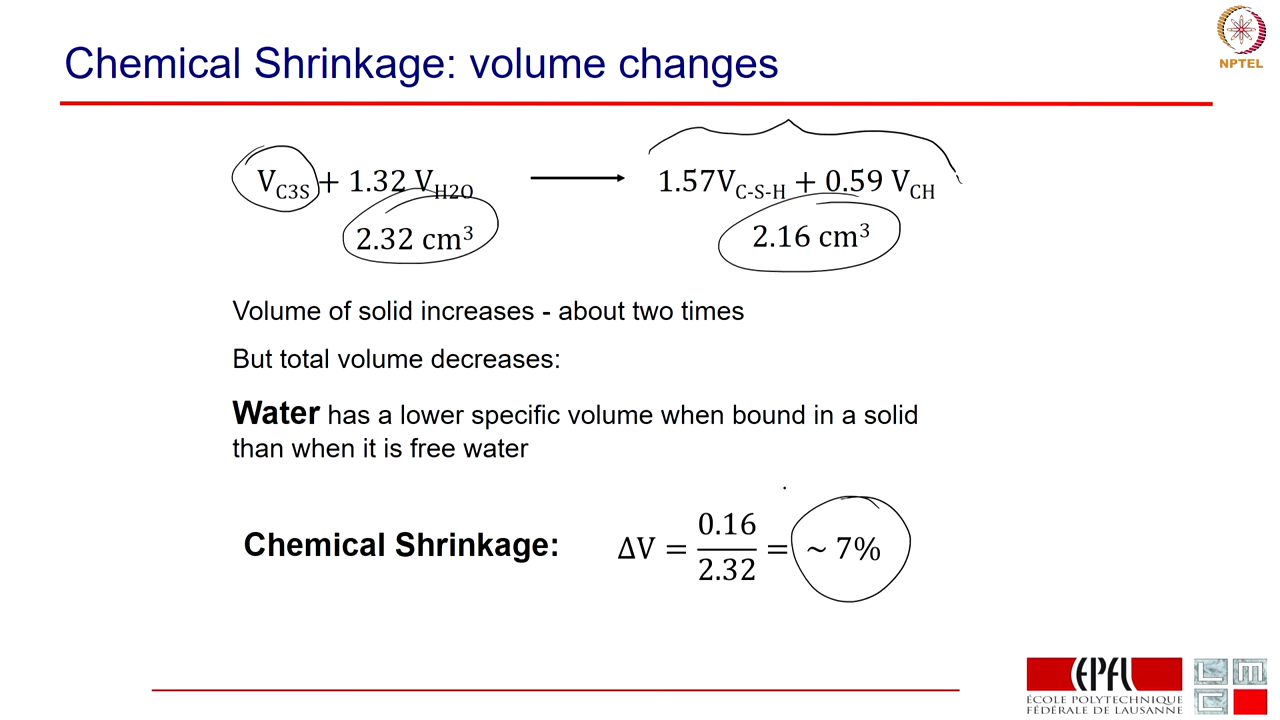 Chemical Shrinkage: volume changes
NPTEL
V_C3S + 1.32 V_H2O ⟶ 1.57V_C-S-H + 0.59 V_CH
2.32 cm³ 2.16 cm³
Volume of solid increases - about two times
But total volume decreases:
Water has a lower specific volume when bound in a solid
than when it is free water
Chemical Shrinkage: ΔV = 0.16/2.32 = ~ 7%
EPFL
ÉCOLE POLYTECHNIQUE
FÉDÉRALE DE LAUSANNE
L M
C